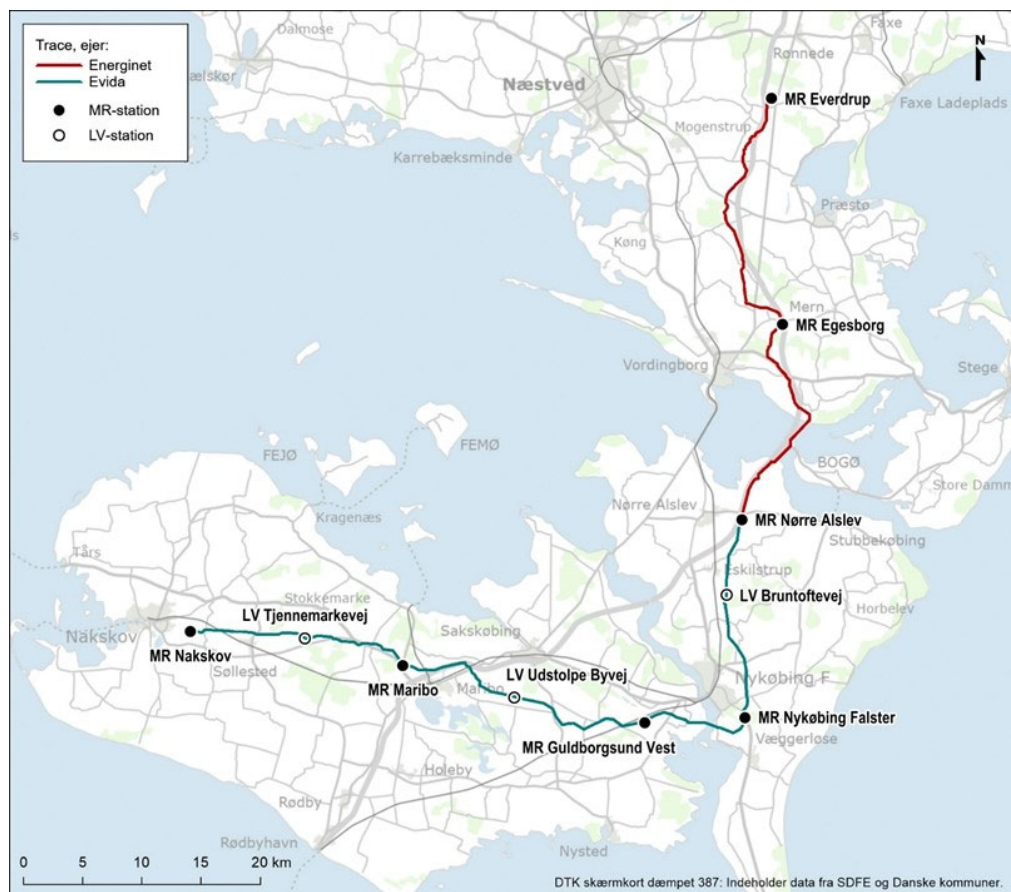 Trace, ejer:
Energinet
Evida
MR-station
LV-station
Dalmose
Næstved
Rønnede
Faxe
N
MR Everdrup
Faxe Ladeplads
Mogenstrup
Karrebæksminde
Præstø
Køng
Mern
MR Egesborg
Vordingborg
Stege
FEMØ
FEJØ
BOGØ
Store Damm
Nørre Alslev
Kragenæs
MR Nørre Alslev
Stubbekøbing
Tårs
Eskilstrup
Stokkemarke
LV Bruntoftevej
Horbelev
LV Tjennemarkevej
Sakskøbing
Nakskov
MR Nakskov
Søllested
MR Maribo
Maribo
LV Udstolpe Byvej
Nykøbing F
MR Nykøbing Falster
Væggerløse
MR Guldborgsund Vest
Holeby
Rødby
Rødbyhavn
Nysted
0 5 10 15 20 km
DTK skærmkort dæmpet 387: Indeholder data fra SDFE og Danske kommuner.